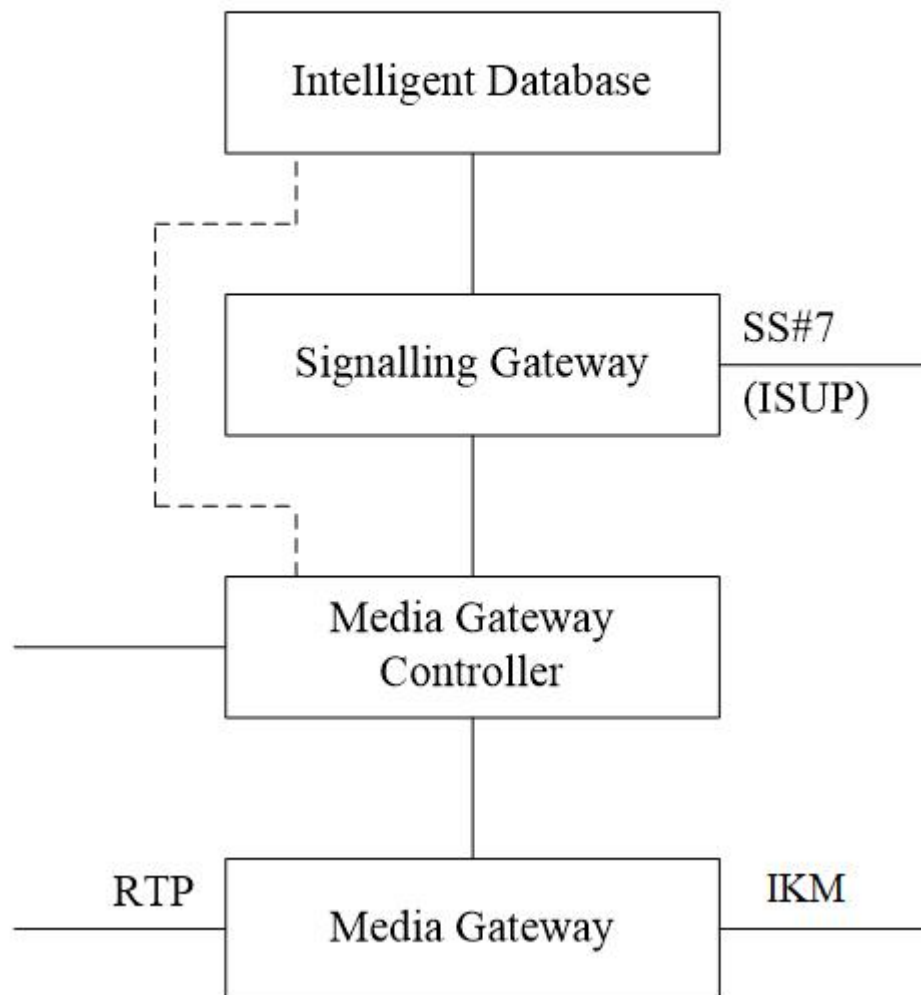 Intelligent Database
SS#7
Signalling Gateway
(ISUP)
Media Gateway
Controller
RTP
IKM
Media Gateway